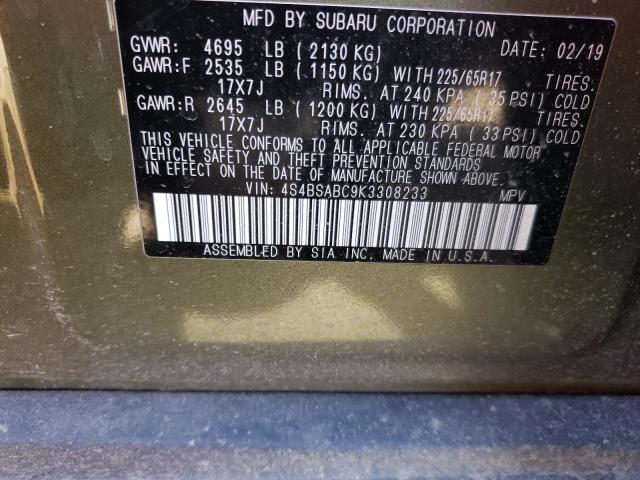 MFD BY SUBARU CORPORATION
GVWR: 4695 LB (2130 KG) DATE: 02/19
GAWR:F 2535 LB (1150 KG) WITH 225/65R17 TIRES.
17X7J RIMS. AT 240 KPA (35 PSI) COLD
GAWR:R 2645 LB (1200 KG) WITH 225/65R17 TIRES.
17X7J RIMS. AT 230 KPA (33 PSI) COLD
THIS VEHICLE CONFORMS TO ALL APPLICABLE FEDERAL MOTOR
VEHICLE SAFETY AND THEFT PREVENTION STANDARDS
IN EFFECT ON THE DATE OF MANUFACTURE SHOWN ABOVE.
VIN: 4S4BSABC9K3308233 MPV
ASSEMBLED BY SIA INC. MADE IN U.S.A.